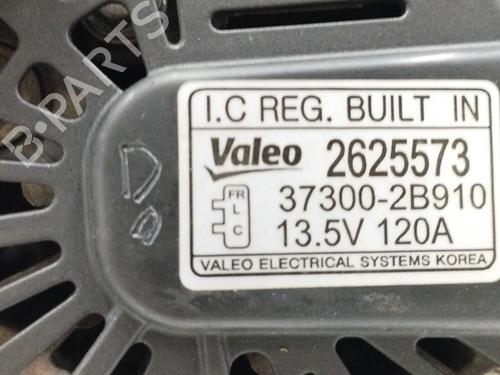 B-PARTS
I.C REG. BUILT IN
Valeo 2625573
FR
L
C
37300-2B910
13.5V 120A
VALEO ELECTRICAL SYSTEMS KOREA